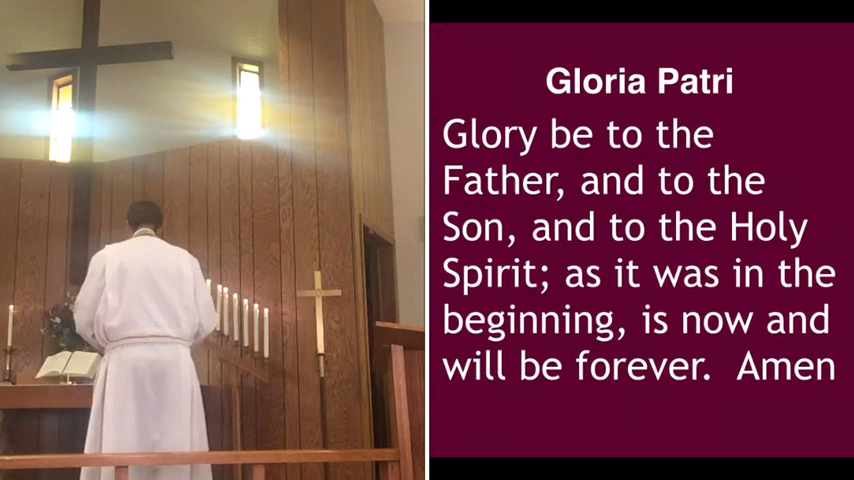 Gloria Patri
Glory be to the
Father, and to the
Son, and to the Holy
Spirit; as it was in the
beginning, is now and
will be forever.  Amen